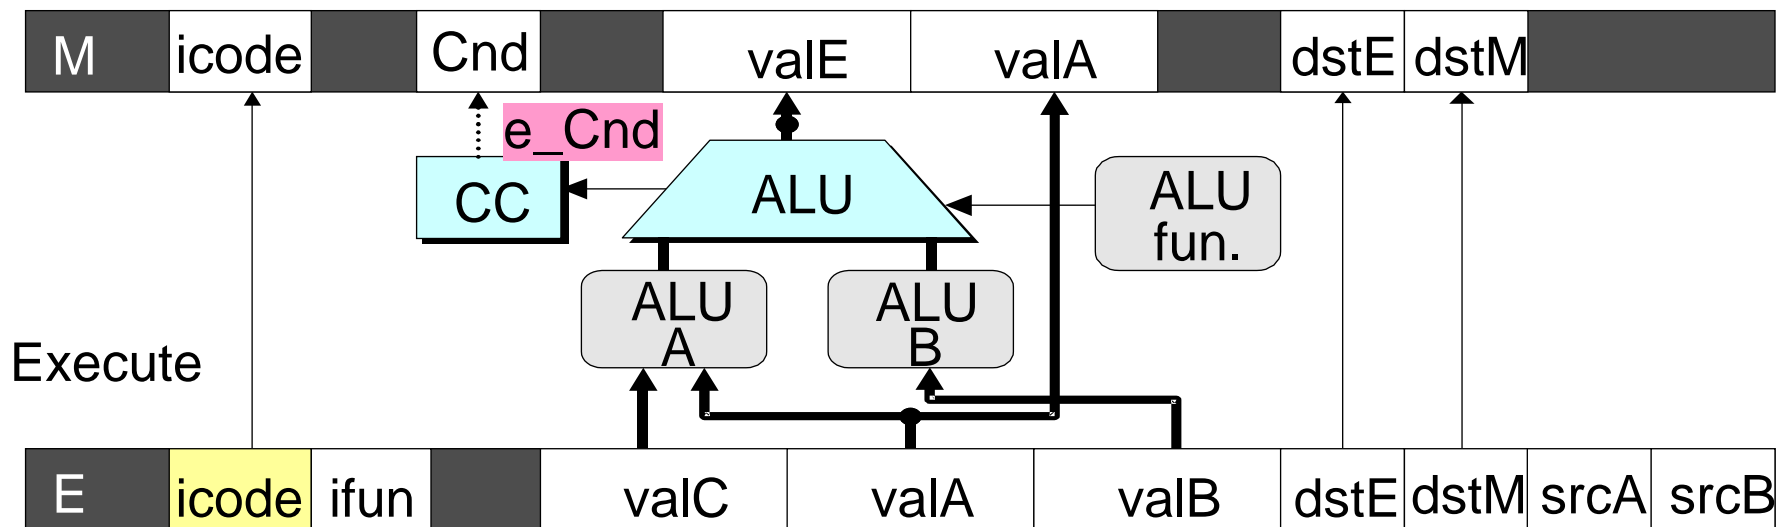 M icode Cnd valE valA dstE dstM
e_Cnd
CC ALU ALU
fun.
ALU
A
ALU
B
Execute
E icode ifun valC valA valB dstE dstM srcA srcB